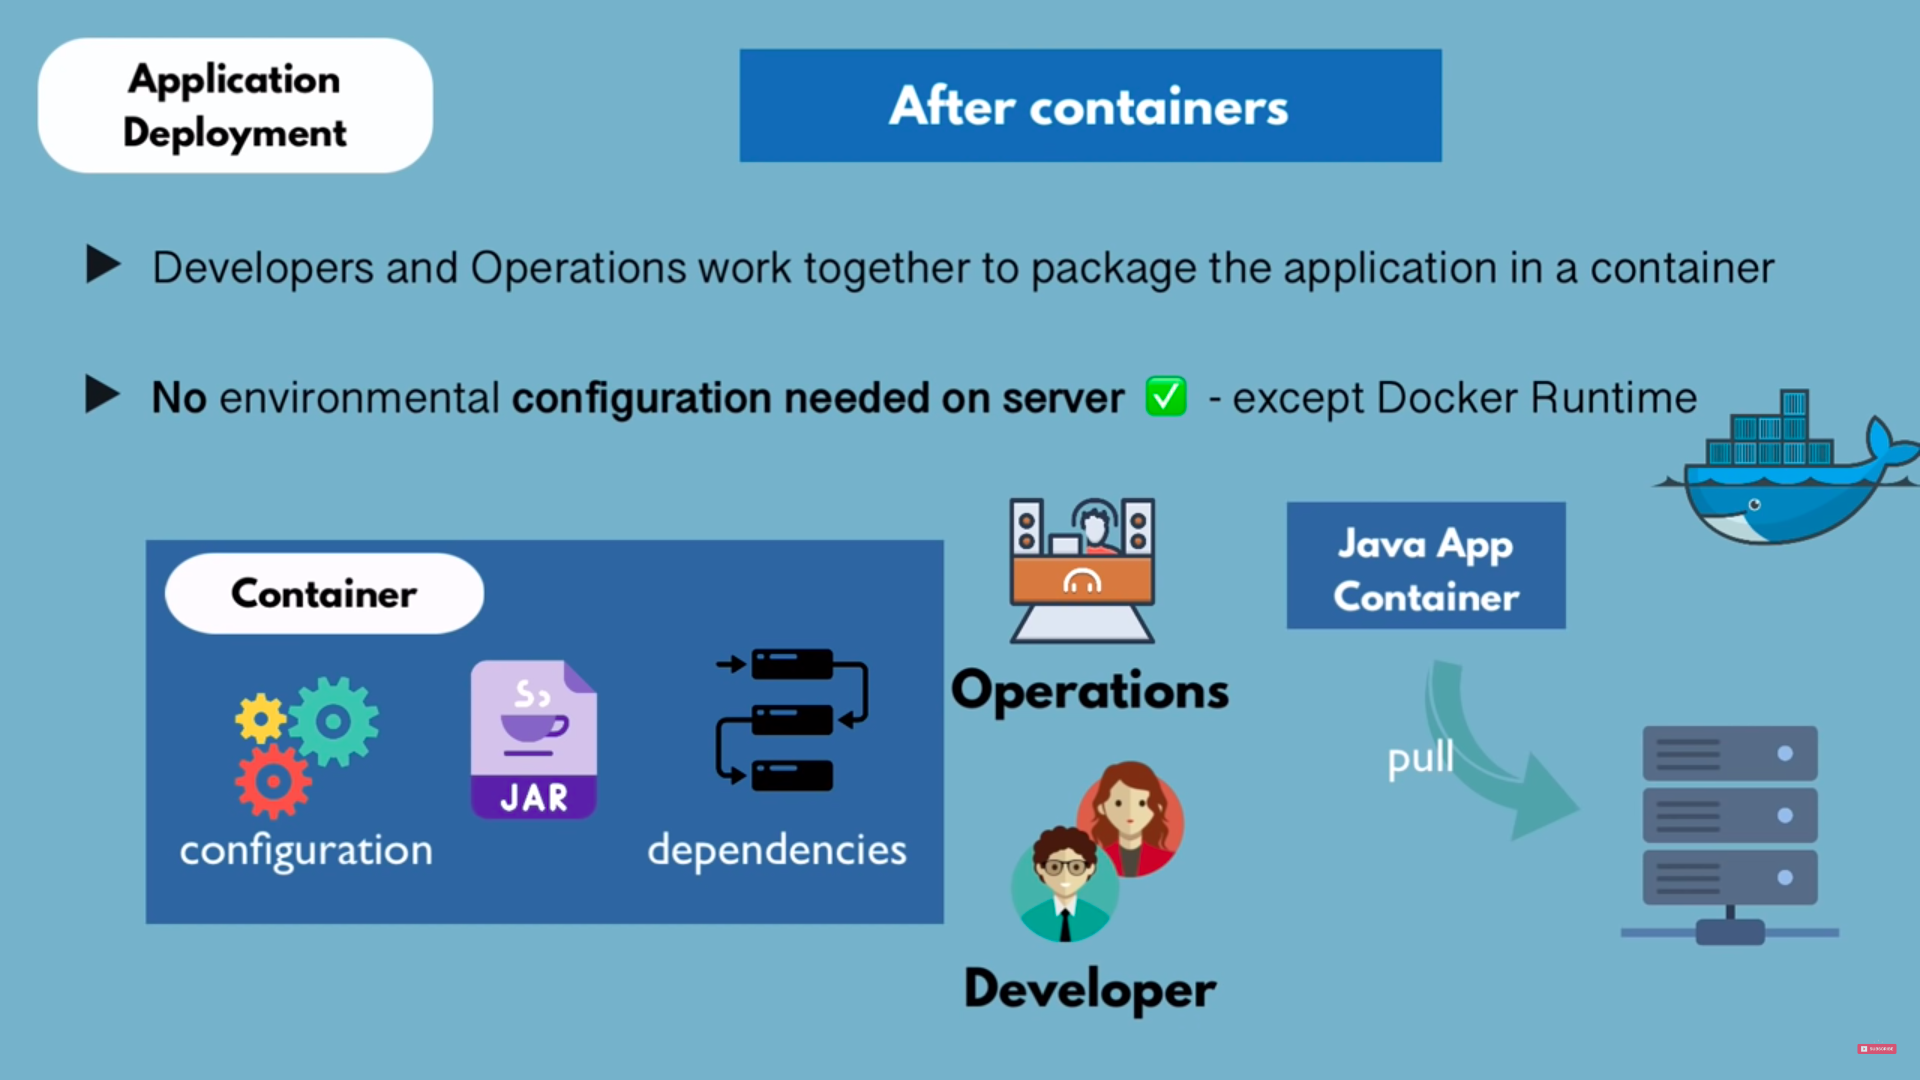 Application
Deployment
After containers
Developers and Operations work together to package the application in a container
No environmental configuration needed on server ✅ - except Docker Runtime
Container
JAR
configuration
dependencies
Operations
Developer
Java App
Container
pull
SUBSCRIBE